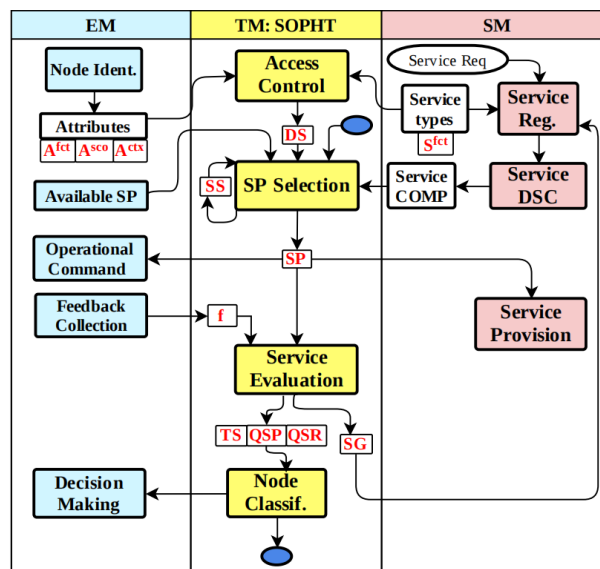 EM
TM: SOPHT
SM
Node Ident.
Access
Control
Service Req
Attributes
Afct Asco Actx
Service
types
Sfct
Service
Reg.
DS
Available SP
SS
SP Selection
Service
COMP
Service
DSC
Operational
Command
SP
Feedback
Collection
f
Service
Provision
Service
Evaluation
TS QSP QSR
SG
Decision
Making
Node
Classif.